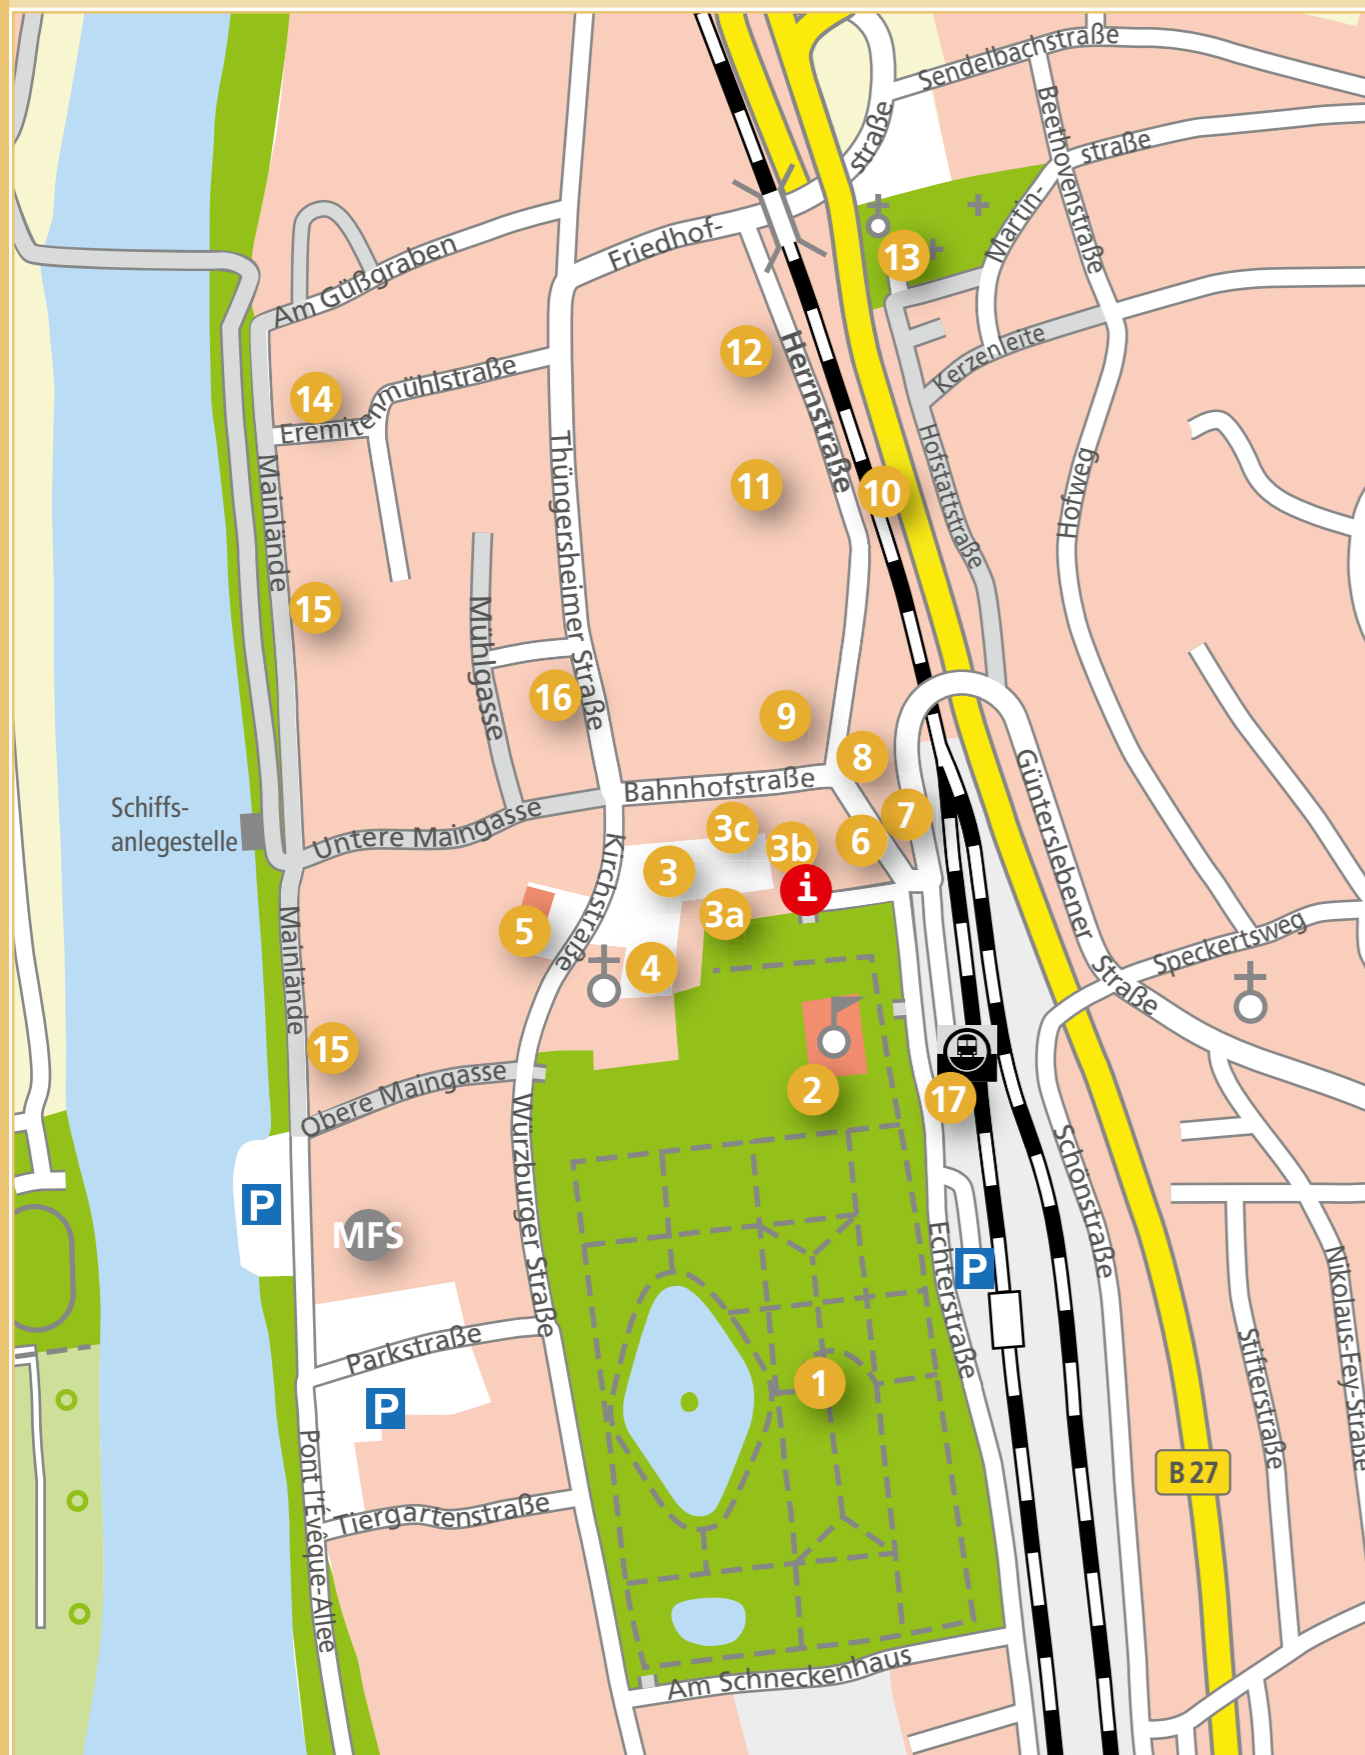 Sendelbachstraße
straße
Beethovenstraße
straße
Martin-
Friedhof-
13
Am Güßgraben
Kerzenleite
12
Herrnstraße
14
Eremitenmühlstraße
Hofstattstraße
Thüngersheimer Straße
Mainlände
11
10
Hofweg
15
Mühlgasse
16
9
8
Günterslebener Straße
Bahnhofstraße
Schiffs-
anlegestelle
Untere Maingasse
7
3c
3b
6
Kirchstraße
3
i
3a
5
4
Mainlände
Speckertsweg
15
Obere Maingasse
2
17
Würzburger Straße
Schönstraße
P
MFS
Echterstraße
P
Nikolaus-Fey-Straße
Parkstraße
Stifterstraße
1
P
Pont l'Évêque-Allee
B 27
Tiergartenstraße
Am Schneckenhaus